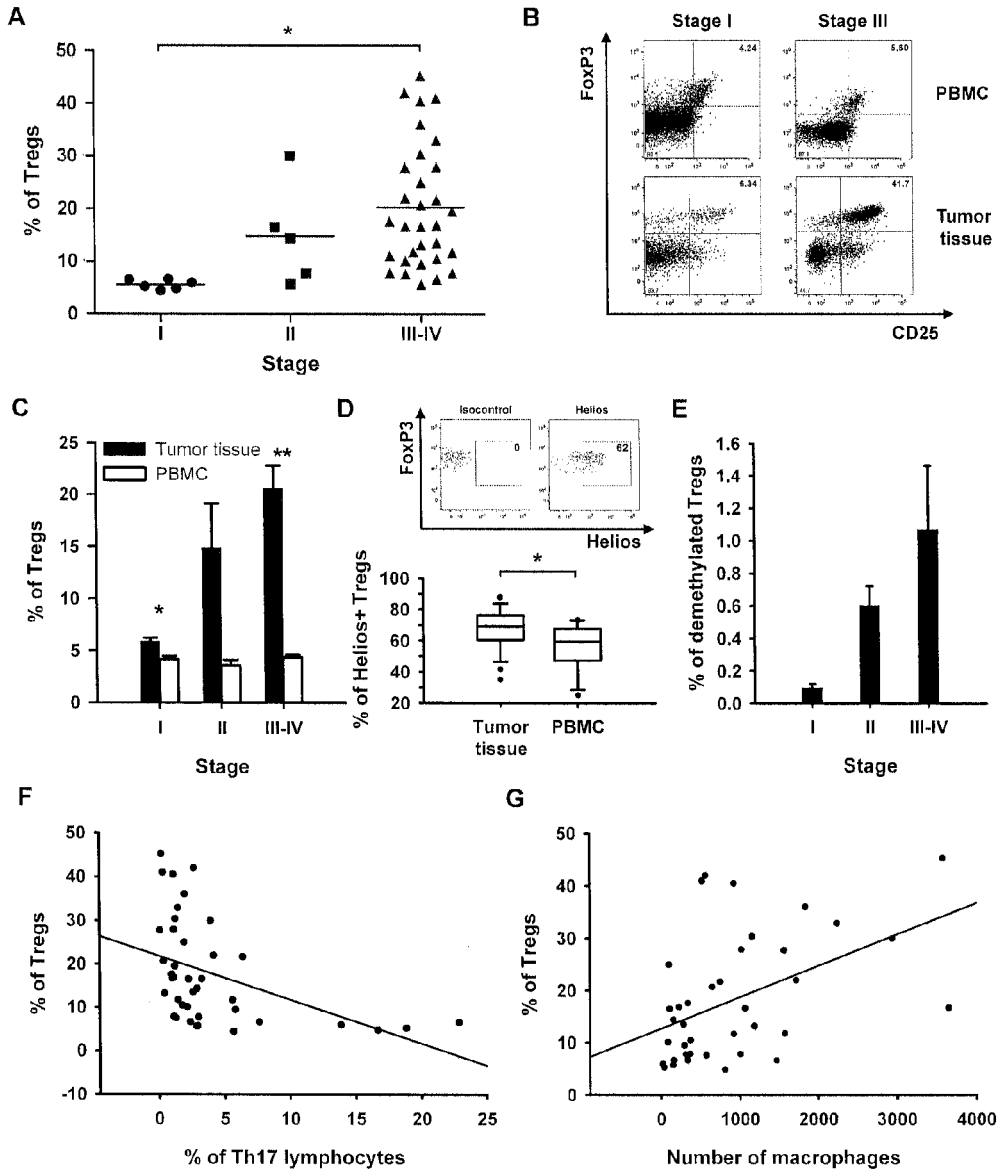 A
*
50
40
30
20
10
0
% of Tregs
I
II
III-IV
Stage
B
Stage I
Stage III
FoxP3
4.24
PBMC
6.34
41.7
Tumor
tissue
CD25
C
25
20
15
10
5
0
% of Tregs
Tumor tissue
PBMC
*
**
I
II
III-IV
Stage
D
FoxP3
Isocontrol
Helios
0
62
Helios
*
100
80
60
40
20
% of Helios+ Tregs
Tumor
tissue
PBMC
E
1.6
1.4
1.2
1.0
0.8
0.6
0.4
0.2
0.0
% of demethylated Tregs
I
II
III-IV
Stage
F
50
40
30
20
10
0
-10
% of Tregs
0
5
10
15
20
25
% of Th17 lymphocytes
G
50
40
30
20
10
0
% of Tregs
0
1000
2000
3000
4000
Number of macrophages